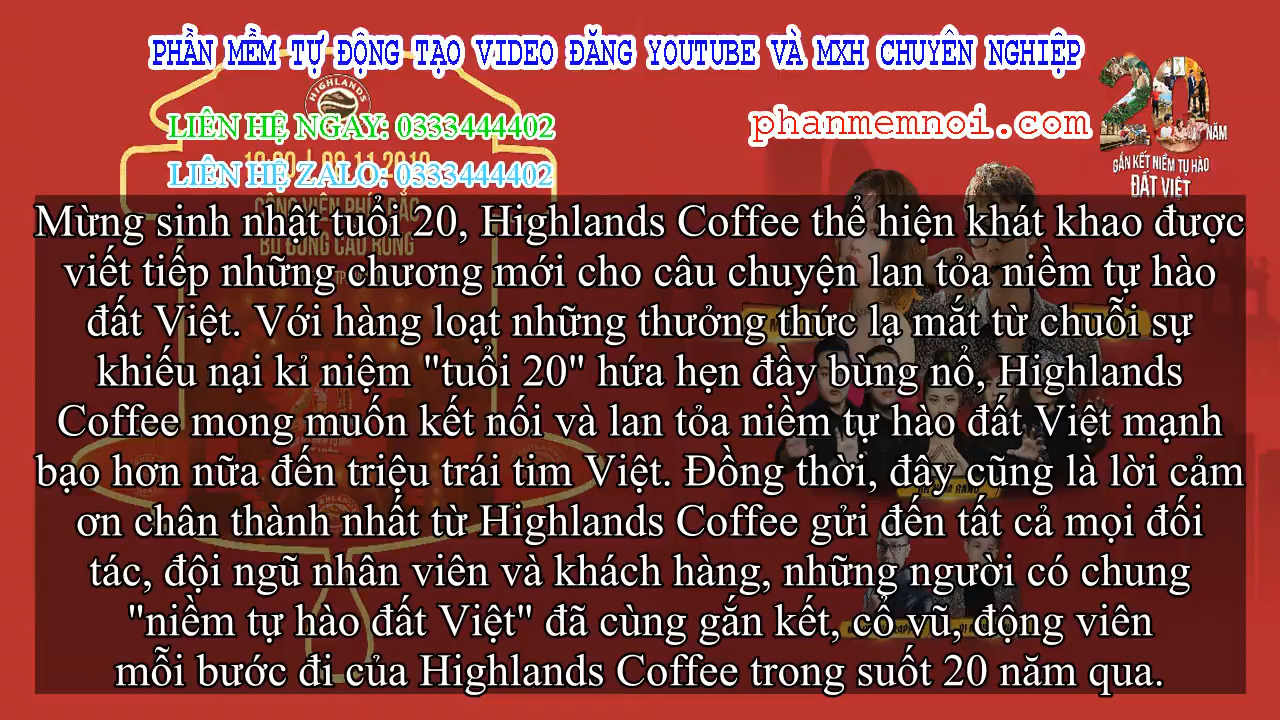 PHẦN MỀM TỰ ĐỘNG TẠO VIDEO ĐĂNG YOUTUBE VÀ MXH CHUYÊN NGHIỆP
HIGHLANDS
LIÊN HỆ NGAY: 0333444402
phanmemnoi.com
20 NĂM
GẮN KẾT NIỀM TỰ HÀO
ĐẤT VIỆT
LIÊN HỆ ZALO: 0333444402
Mừng sinh nhật tuổi 20, Highlands Coffee thể hiện khát khao được
viết tiếp những chương mới cho câu chuyện lan tỏa niềm tự hào
đất Việt. Với hàng loạt những thưởng thức lạ mắt từ chuỗi sự
khiếu nại kỉ niệm "tuổi 20" hứa hẹn đầy bùng nổ, Highlands
Coffee mong muốn kết nối và lan tỏa niềm tự hào đất Việt mạnh
bạo hơn nữa đến triệu trái tim Việt. Đồng thời, đây cũng là lời cảm
ơn chân thành nhất từ Highlands Coffee gửi đến tất cả mọi đối
tác, đội ngũ nhân viên và khách hàng, những người có chung
"niềm tự hào đất Việt" đã cùng gắn kết, cổ vũ, động viên
mỗi bước đi của Highlands Coffee trong suốt 20 năm qua.